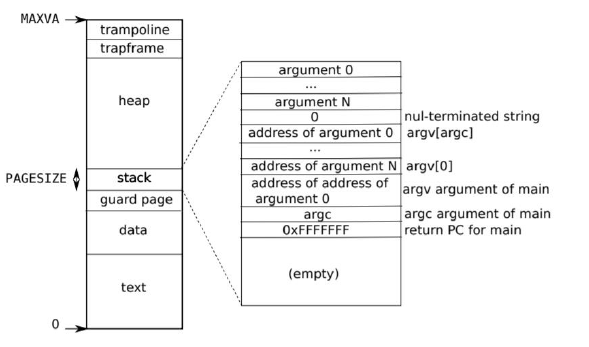 MAXVA
trampoline
trapframe
heap
PAGESIZE
stack
guard page
data
text
0
argument 0
...
argument N
0 nul-terminated string
address of argument 0 argv[argc]
...
address of argument N argv[0]
address of address of
argument 0
argv argument of main
argc argc argument of main
0xFFFFFFF return PC for main
(empty)